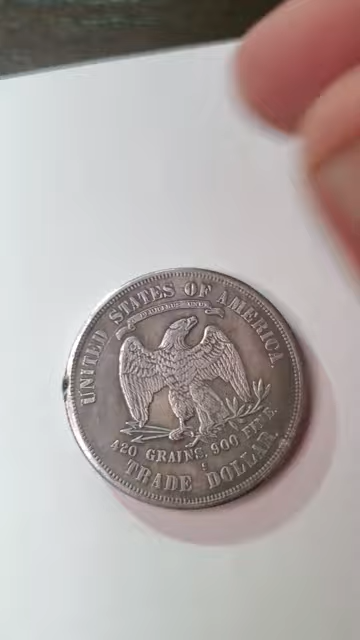 UNITED STATES OF AMERICA.
420 GRAINS, 900 FINE.
S
TRADE DOLLAR.